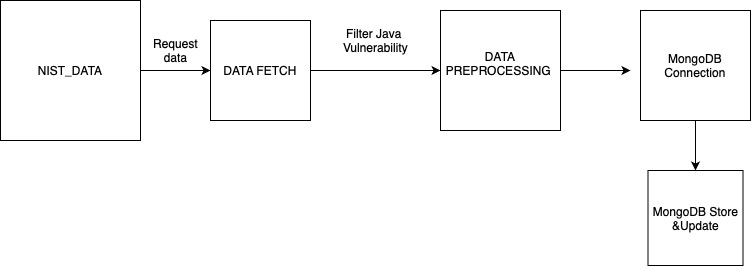 NIST_DATA
Request
data
DATA FETCH
Filter Java
Vulnerability
DATA
PREPROCESSING
MongoDB
Connection
MongoDB Store
&Update